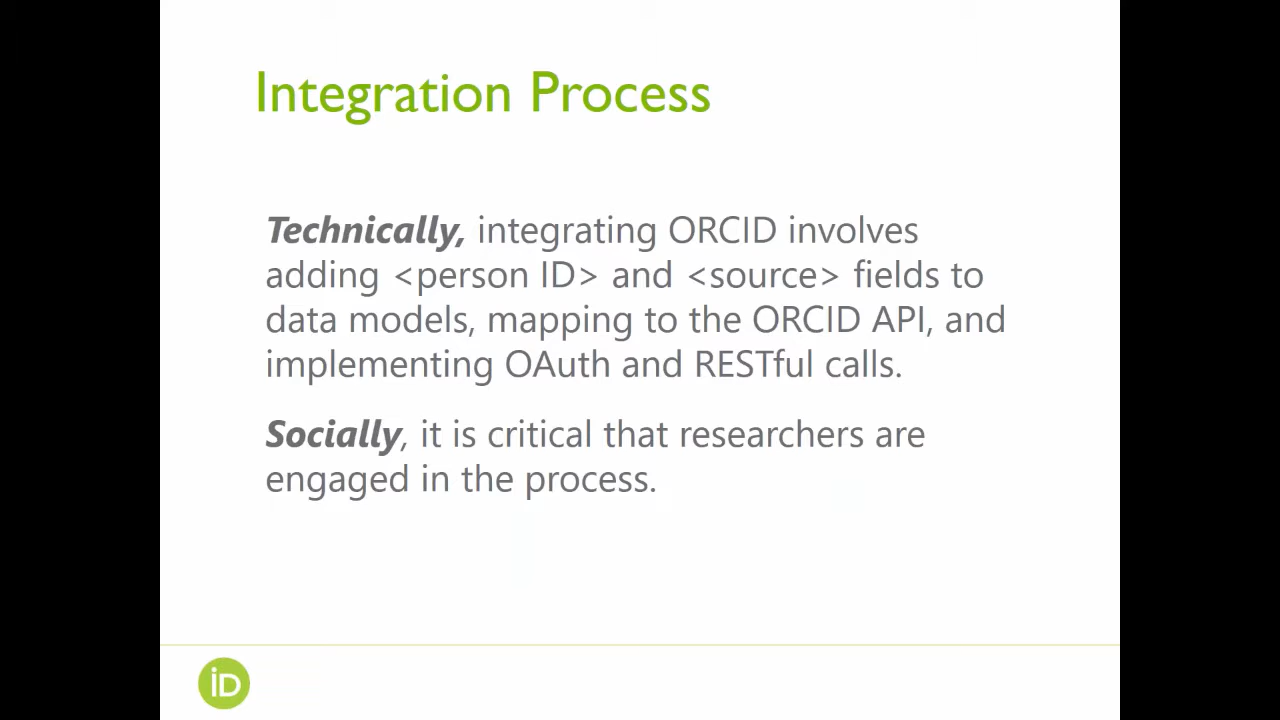 Integration Process
Technically, integrating ORCID involves
adding <person ID> and <source> fields to
data models, mapping to the ORCID API, and
implementing OAuth and RESTful calls.
Socially, it is critical that researchers are
engaged in the process.
iD